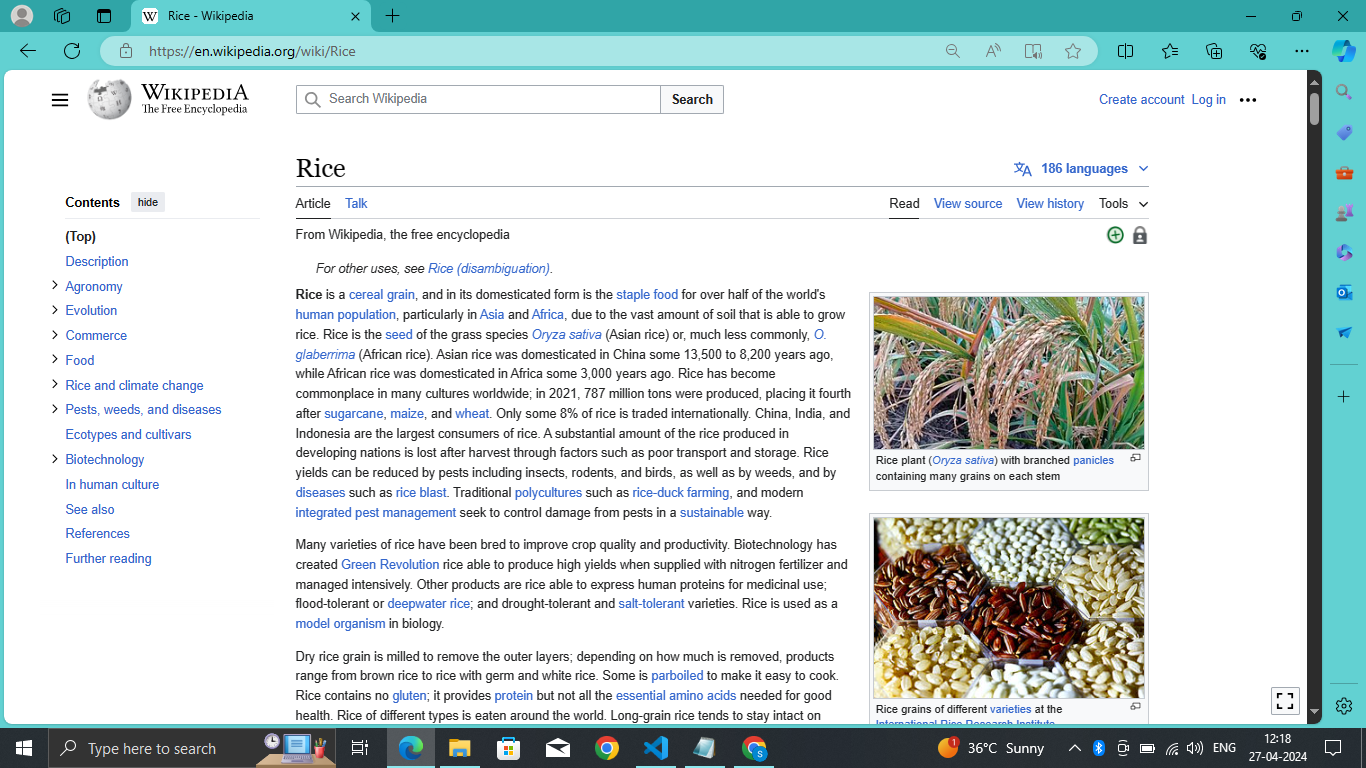 Rice - Wikipedia
https://en.wikipedia.org/wiki/Rice
WIKIPEDIA
The Free Encyclopedia
Search Wikipedia
Search
Create account Log in
Rice
186 languages
Contents hide
Article Talk
Read View source View history Tools
(Top)
Description
Agronomy
Evolution
Commerce
Food
Rice and climate change
Pests, weeds, and diseases
Ecotypes and cultivars
Biotechnology
In human culture
See also
References
Further reading
From Wikipedia, the free encyclopedia
For other uses, see Rice (disambiguation).
Rice is a cereal grain, and in its domesticated form is the staple food for over half of the world's
human population, particularly in Asia and Africa, due to the vast amount of soil that is able to grow
rice. Rice is the seed of the grass species Oryza sativa (Asian rice) or, much less commonly, O.
glaberrima (African rice). Asian rice was domesticated in China some 13,500 to 8,200 years ago,
while African rice was domesticated in Africa some 3,000 years ago. Rice has become
commonplace in many cultures worldwide; in 2021, 787 million tons were produced, placing it fourth
after sugarcane, maize, and wheat. Only some 8% of rice is traded internationally. China, India, and
Indonesia are the largest consumers of rice. A substantial amount of the rice produced in
developing nations is lost after harvest through factors such as poor transport and storage. Rice
yields can be reduced by pests including insects, rodents, and birds, as well as by weeds, and by
diseases such as rice blast. Traditional polycultures such as rice-duck farming, and modern
integrated pest management seek to control damage from pests in a sustainable way.
Many varieties of rice have been bred to improve crop quality and productivity. Biotechnology has
created Green Revolution rice able to produce high yields when supplied with nitrogen fertilizer and
managed intensively. Other products are rice able to express human proteins for medicinal use;
flood-tolerant or deepwater rice; and drought-tolerant and salt-tolerant varieties. Rice is used as a
model organism in biology.
Dry rice grain is milled to remove the outer layers; depending on how much is removed, products
range from brown rice to rice with germ and white rice. Some is parboiled to make it easy to cook.
Rice contains no gluten; it provides protein but not all the essential amino acids needed for good
health. Rice of different types is eaten around the world. Long-grain rice tends to stay intact on
Rice plant (Oryza sativa) with branched panicles
containing many grains on each stem
Rice grains of different varieties at the
International Rice Research Institute
Type here to search
1
36°C Sunny
ENG
12:18
27-04-2024